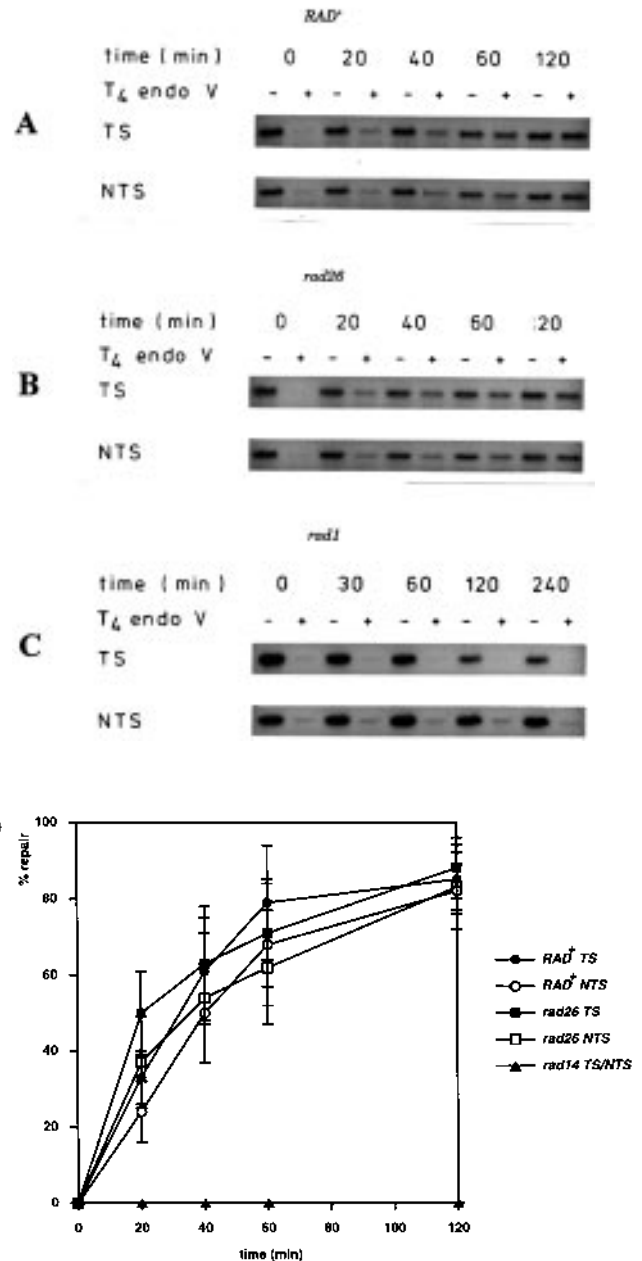 RAD+
time (min) 0 20 40 60 120
T4 endo V - + - + - + - + - +
A
TS
NTS
rad26
time (min) 0 20 40 60 120
T4 endo V - + - + - + - + - +
B
TS
NTS
rad1
time (min) 0 30 60 120 240
T4 endo V - + - + - + - + - +
C
TS
NTS
% repair
100
80
60
40
20
0
0 20 40 60 80 100 120
time (min)
RAD+ TS
RAD+ NTS
rad26 TS
rad26 NTS
rad14 TS/NTS